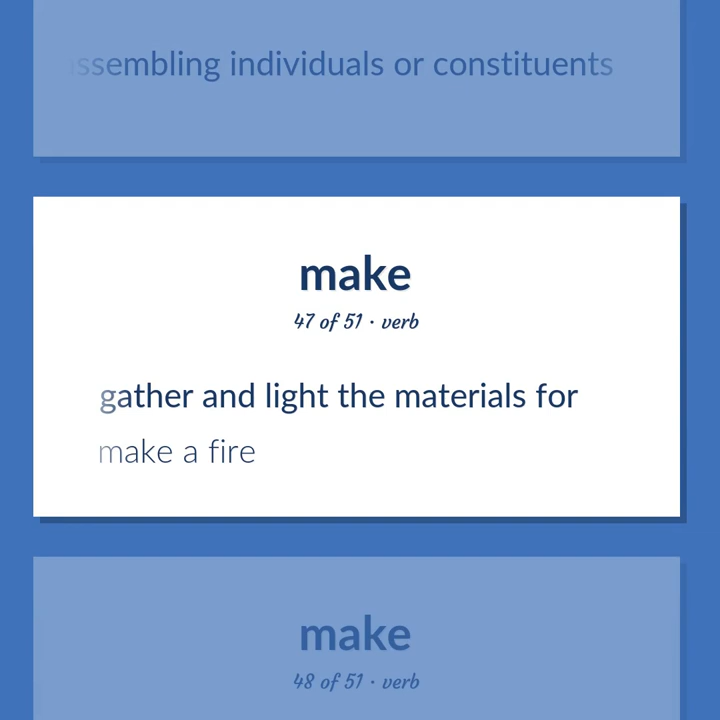 assembling individuals or constituents
make
47 of 51 · verb
gather and light the materials for
make a fire
make
48 of 51 · verb